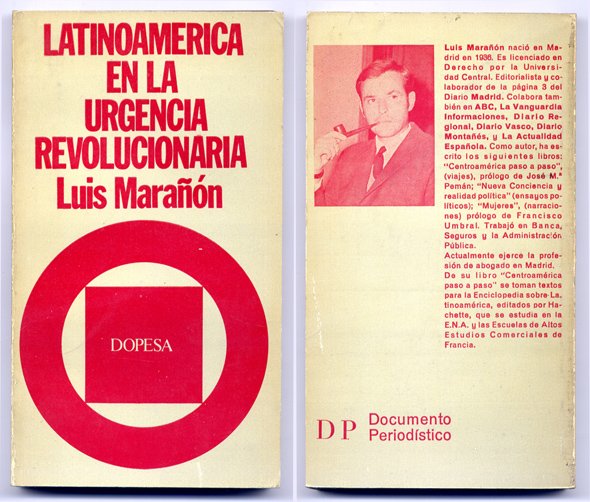 LATINOAMERICA
EN LA
URGENCIA
REVOLUCIONARIA
Luis Marañón
DOPESA
Luis Marañón nació en Ma-
drid en 1936. Es licenciado en
Derecho por la Universi-
dad Central. Editorialista y co-
laborador de la página 3 del
Diario Madrid. Colabora tam-
bién en ABC, La Vanguardia
Informaciones, Diario Re-
gional, Diario Vasco, Diario
Montañés, y La Actualidad
Española. Como autor, ha es-
crito los siguientes libros:
"Centroamérica paso a paso",
(viajes), prólogo de José M.ª
Pemán; "Nueva Conciencia y
realidad política" (ensayos po-
líticos); "Mujeres", (narracio-
nes) prólogo de Francisco
Umbral. Trabajó en Banca,
Seguros y la Administración
Pública.
Actualmente ejerce la profe-
sión de abogado en Madrid.
De su libro "Centroamérica
paso a paso" se toman textos
para la Enciclopedia sobre La.
tinoamérica, editados por Ha-
chette, que se estudia en la
E.N.A. y las Escuelas de Altos
Estudios Comerciales de
Francia.
DP Documento
Periodístico